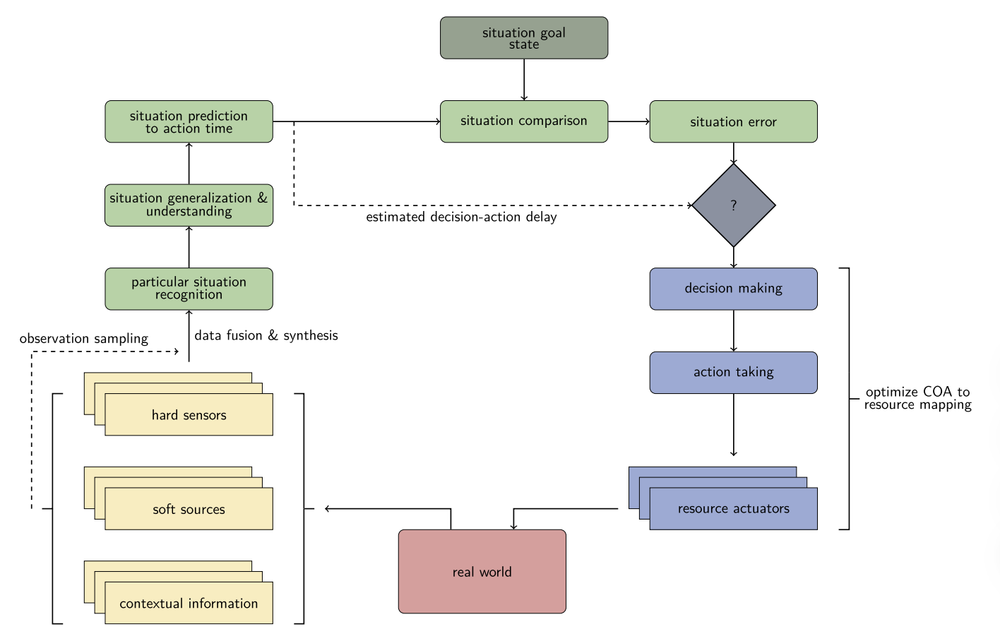 situation goal
state
situation prediction
to action time
situation comparison
situation error
situation generalization &
understanding
?
estimated decision-action delay
particular situation
recognition
decision making
observation sampling
data fusion & synthesis
action taking
optimize COA to
resource mapping
hard sensors
soft sources
resource actuators
real world
contextual information